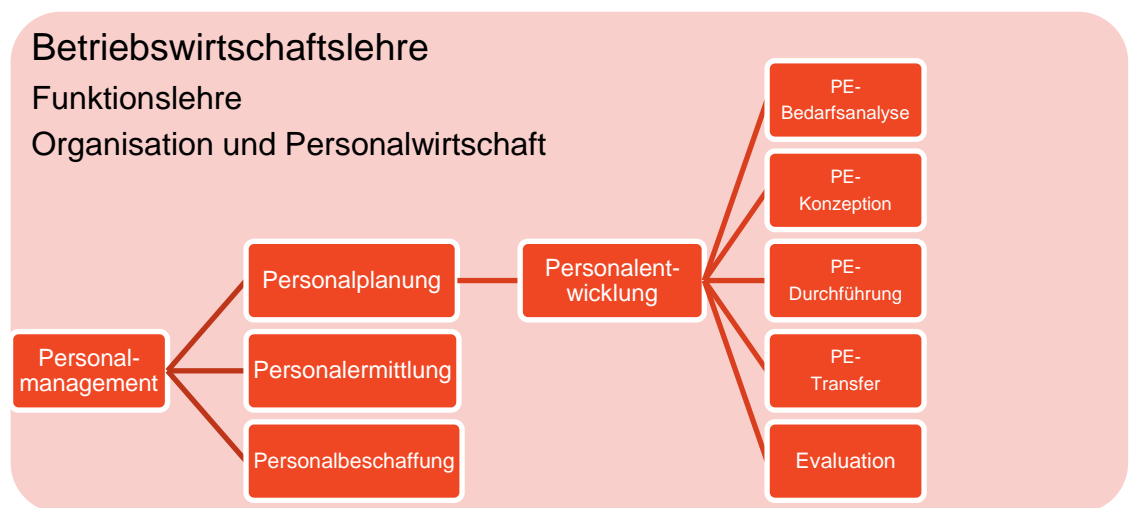 Betriebswirtschaftslehre
Funktionslehre
Organisation und Personalwirtschaft
Personal-
management
Personalplanung
Personalermittlung
Personalbeschaffung
Personalent-
wicklung
PE-
Bedarfsanalyse
PE-
Konzeption
PE-
Durchführung
PE-
Transfer
Evaluation